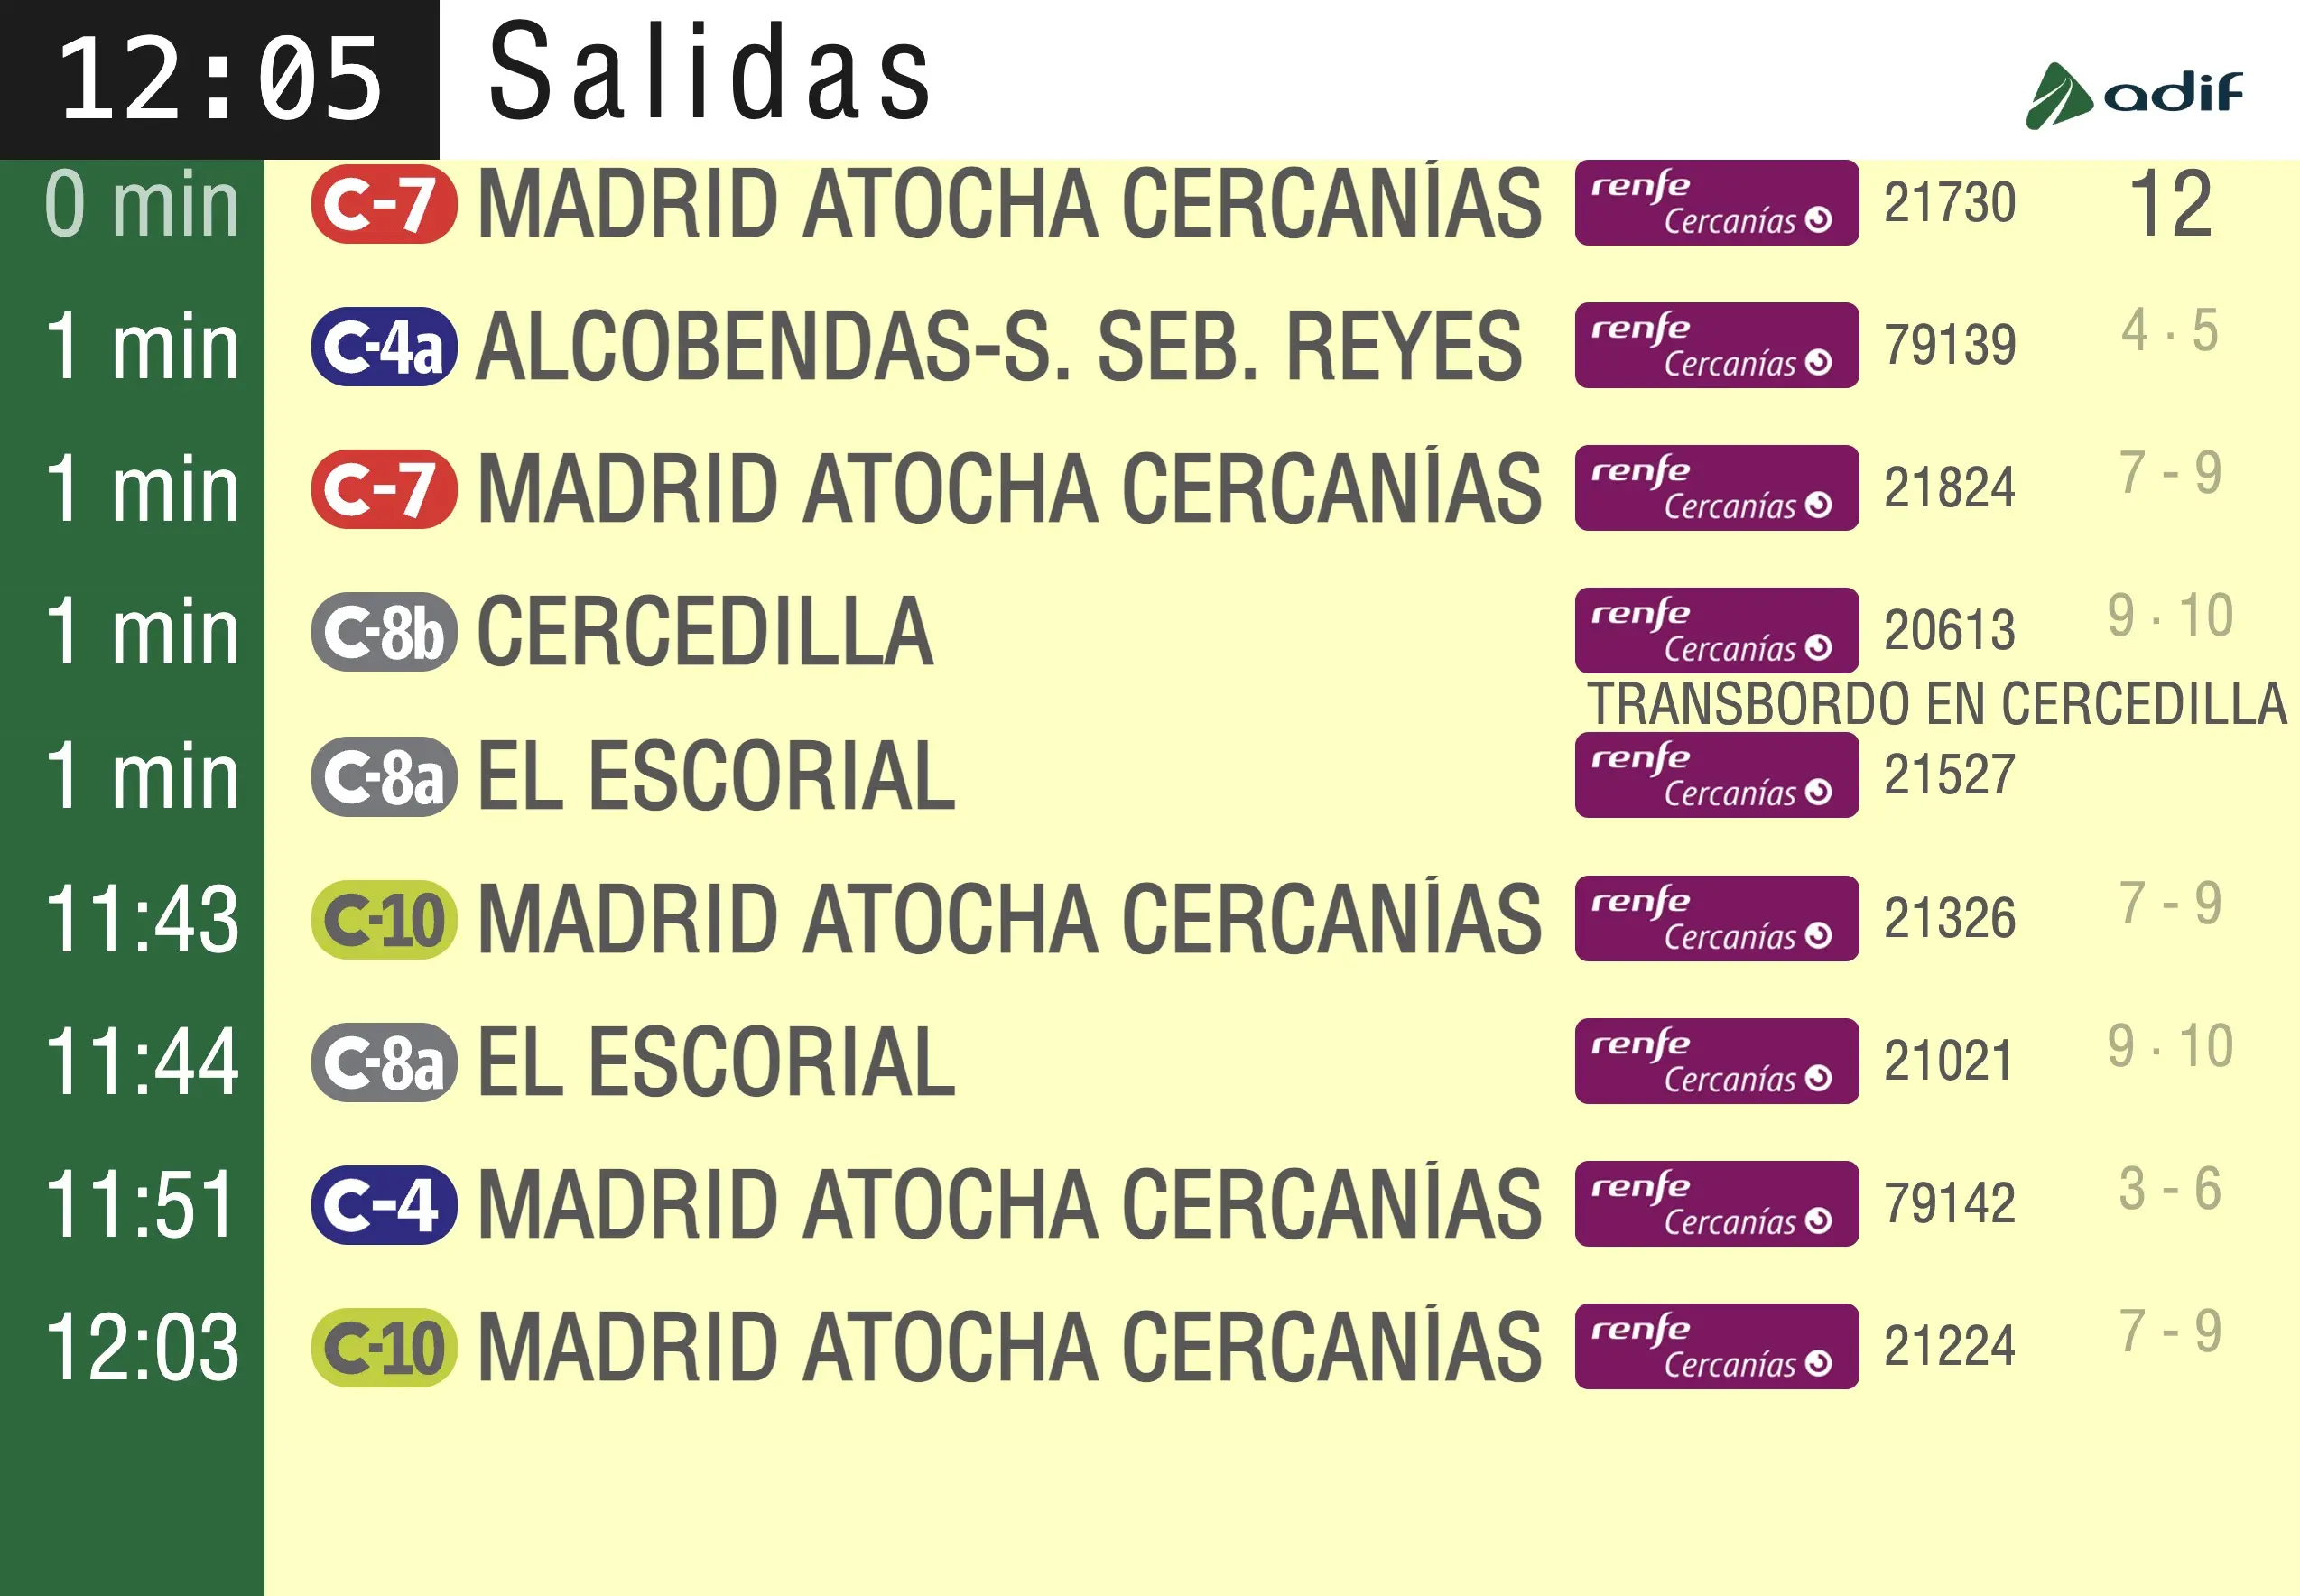 12:05 Salidas adif
0 min C-7 MADRID ATOCHA CERCANÍAS renfe Cercanías 21730 12
1 min C-4a ALCOBENDAS-S. SEB. REYES renfe Cercanías 79139 4 · 5
1 min C-7 MADRID ATOCHA CERCANÍAS renfe Cercanías 21824 7 - 9
1 min C-8b CERCEDILLA renfe Cercanías 20613 9 · 10
TRANSBORDO EN CERCEDILLA
1 min C-8a EL ESCORIAL renfe Cercanías 21527
11:43 C-10 MADRID ATOCHA CERCANÍAS renfe Cercanías 21326 7 - 9
11:44 C-8a EL ESCORIAL renfe Cercanías 21021 9 · 10
11:51 C-4 MADRID ATOCHA CERCANÍAS renfe Cercanías 79142 3 - 6
12:03 C-10 MADRID ATOCHA CERCANÍAS renfe Cercanías 21224 7 - 9